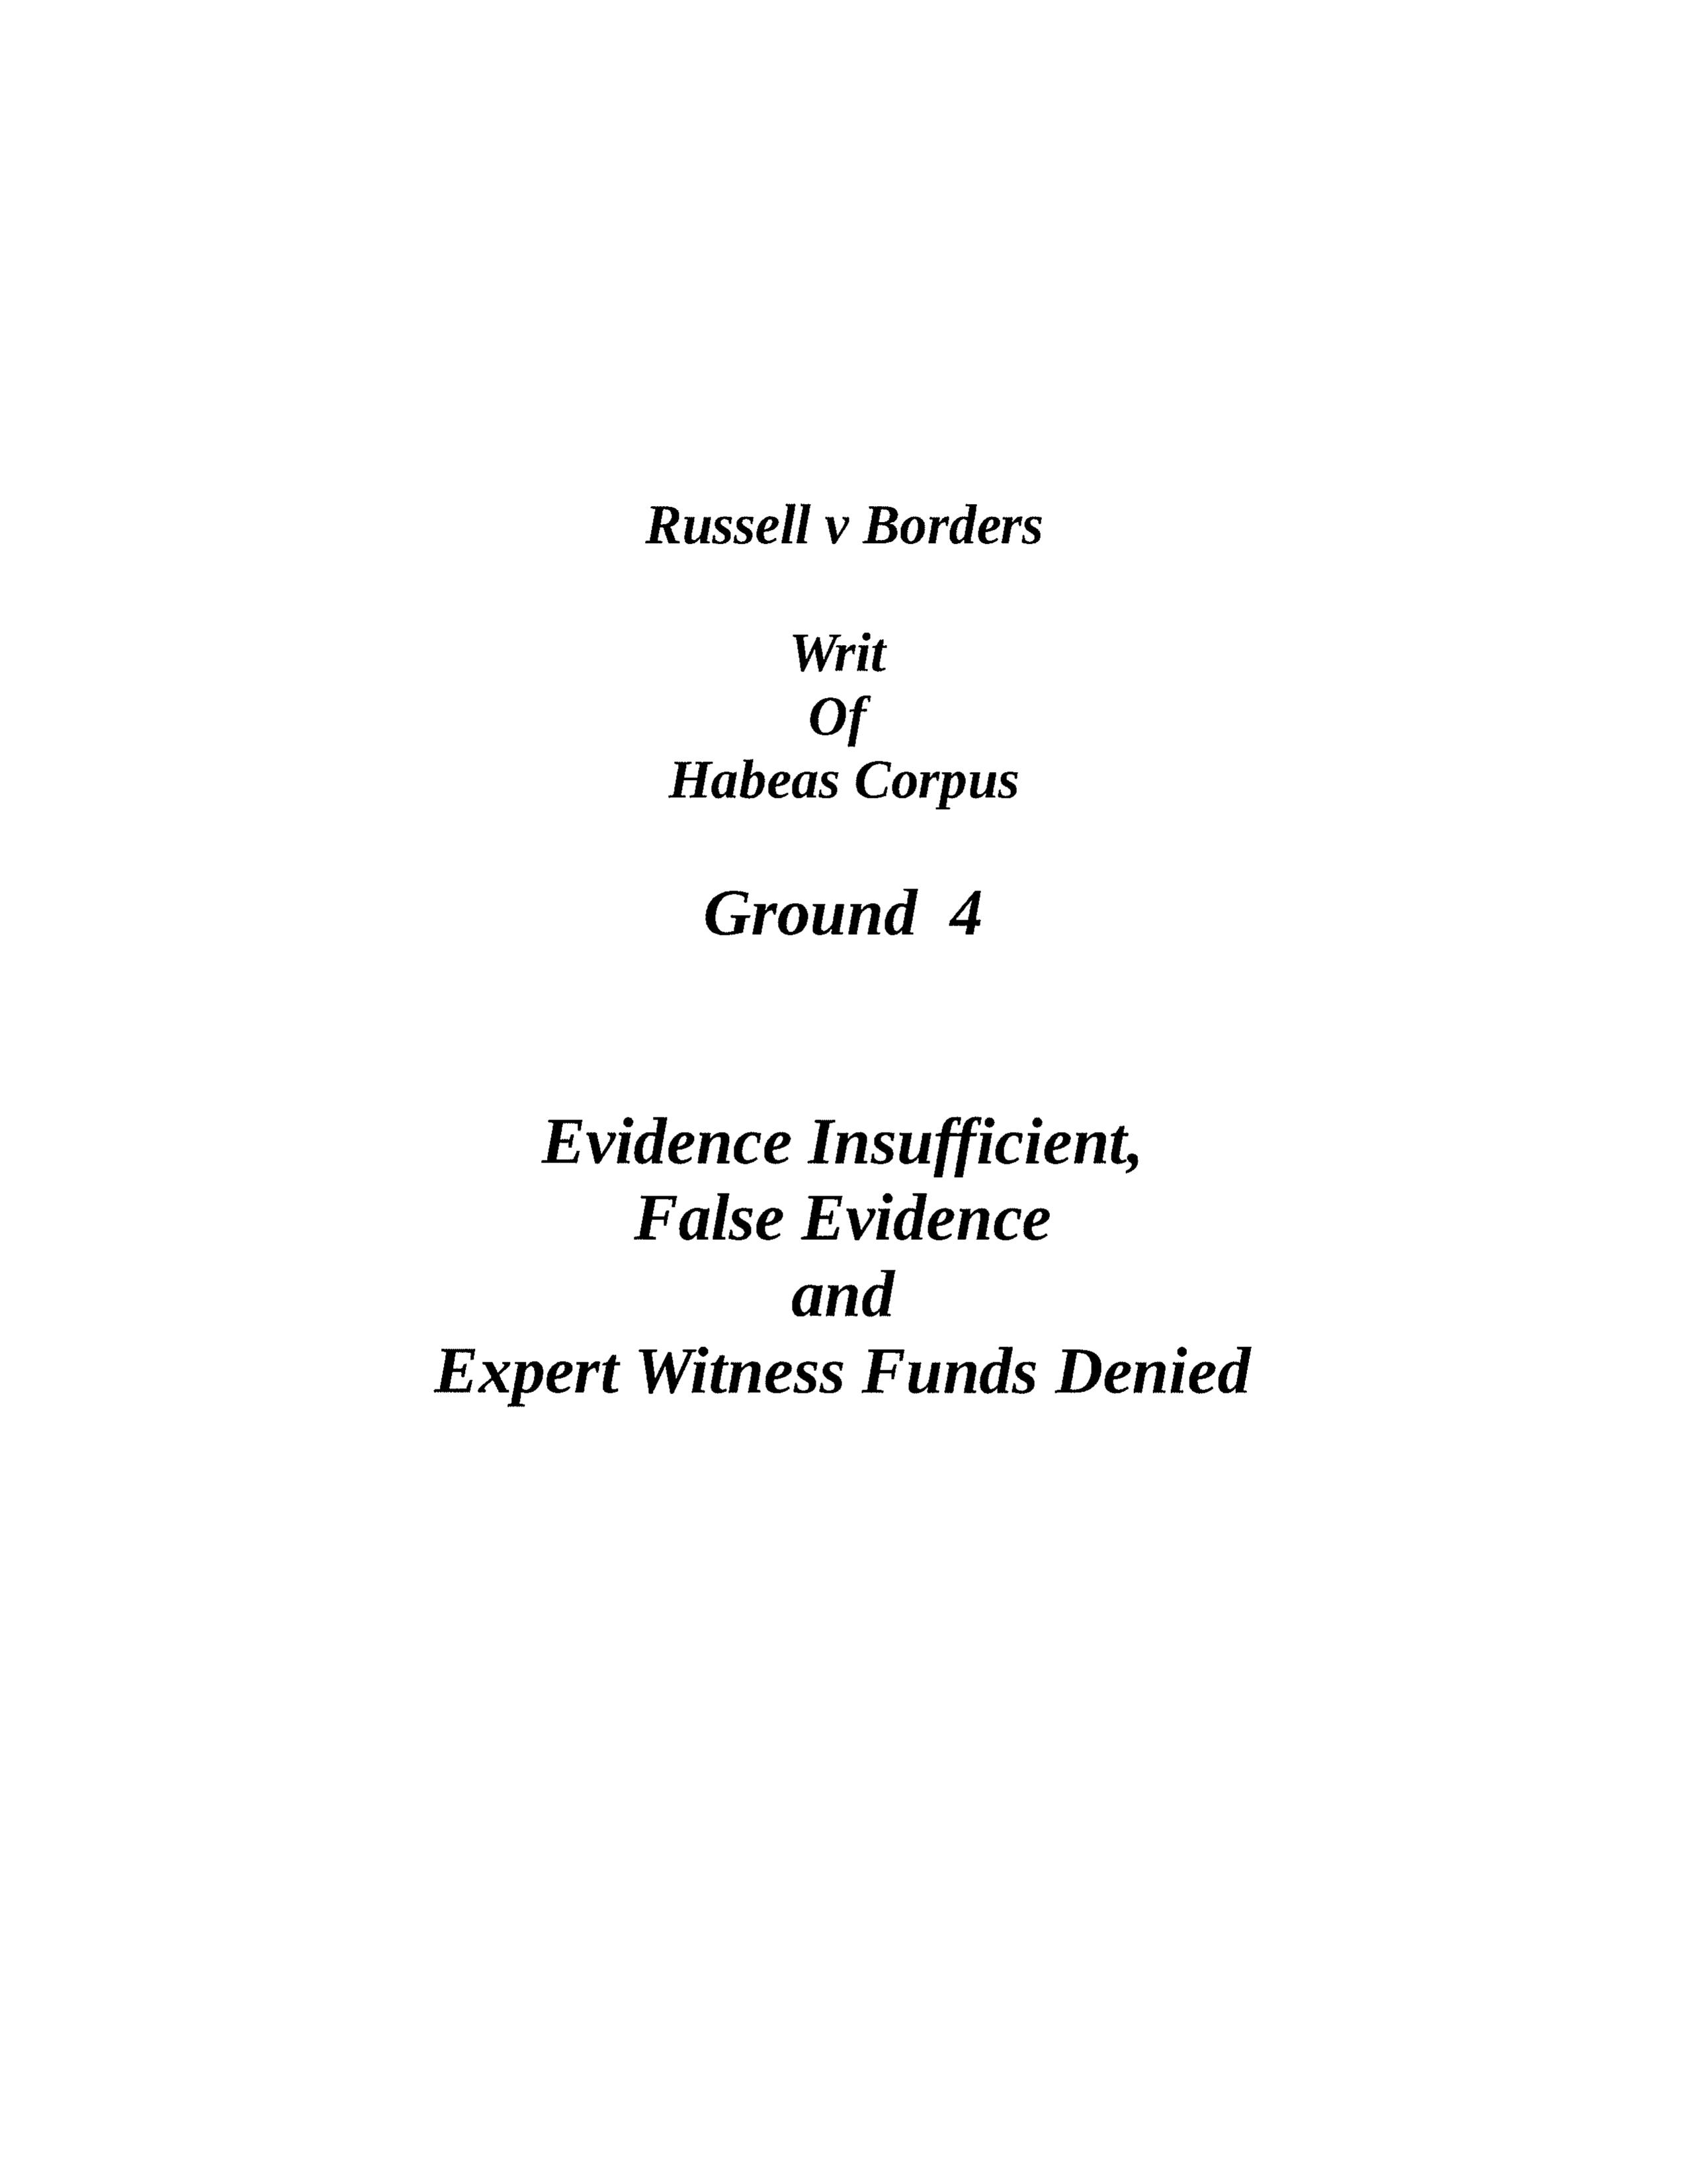 Russell v Borders
Writ
Of
Habeas Corpus
Ground 4
Evidence Insufficient,
False Evidence
and
Expert Witness Funds Denied